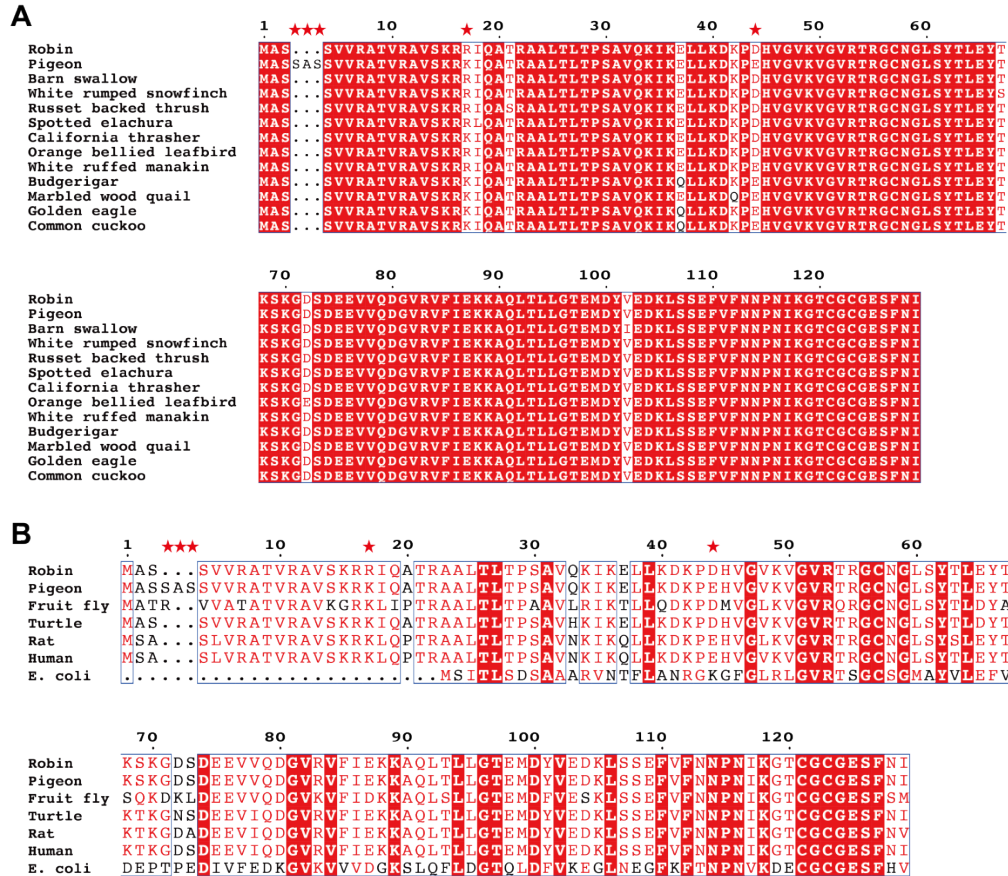 A
1 10 20 30 40 50 60
Robin MAS...SVVRATVRAVSKRRIQATRAALTLTPSAVQKIKELLKDKPDHVGVKVGVRTRGCNGLSYTLEYT
Pigeon MASSASSVVRATVRAVSKRKIQATRAALTLTPSAVQKIKELLKDKPEHVGVKVGVRTRGCNGLSYTLEYT
Barn swallow MAS...SVVRATVRAVSKRRIQATRAALTLTPSAVQKIKELLKDKPDHVGVKVGVRTRGCNGLSYTLEYT
White rumped snowfinch MAS...SVVRATVRAVSKRRIQATRAALTLTPSAVQKIKELLKDKPDHVGVKVGVRTRGCNGLSYTLEYS
Russet backed thrush MAS...SVVRATVRAVSKRRIQASRAALTLTPSAVQKIKELLKDKPDHVGVKVGVRTRGCNGLSYTLEYT
Spotted elachura MAS...SVVRATVRAVSKRRLQATRAALTLTPSAVQKIKELLKDKPDHVGVKVGVRTRGCNGLSYTLEYT
California thrasher MAS...SVVRATVRAVSKRKIQATRAALTLTPSAVQKIKELLKDKPDHVGVKVGVRTRGCNGLSYTLEYT
Orange bellied leafbird MAS...SVVRATVRAVSKRKIQATRAALTLTPSAVQKIKELLKDKPDHVGVKVGVRTRGCNGLSYTLEYT
White ruffed manakin MAS...SVVRATVRAVSKRRIQATRAALTLTPSAVQKIKELLKDKPEHVGVKVGVRTRGCNGLSYTLEYT
Budgerigar MAS...SVVRATVRAVSKRKIQATRAALTLTPSAVQKIKQLLKDKPEHVGVKVGVRTRGCNGLSYTLEYT
Marbled wood quail MAS...SVVRATVRAVSKRKIQATRAALTLTPSAVQKIKELLKDQPEHVGVKVGVRTRGCNGLSYTLEYT
Golden eagle MAS...SVVRATVRAVSKRKIQATRAALTLTPSAVQKIKQLLKDKPEHVGVKVGVRTRGCNGLSYTLEYT
Common cuckoo MAS...SVVRATVRAVSKRKIQATRAALTLTPSAVQKIKQLLKDKPEHVGVKVGVRTRGCNGLSYTLEYT
70 80 90 100 110 120
Robin KSKGDSDEEVVQDGVRVFIEKKAQLTLLGTEMDYVEDKLSSEFVFNNPNIKGTCGCGESFNI
Pigeon KSKGDSDEEVVQDGVRVFIEKKAQLTLLGTEMDYVEDKLSSEFVFNNPNIKGTCGCGESFNI
Barn swallow KSKGDSDEEVVQDGVRVFIEKKAQLTLLGTEMDYIEDKLSSEFVFNNPNIKGTCGCGESFNI
White rumped snowfinch KSKGDSDEEVVQDGVRVFIEKKAQLTLLGTEMDYVEDKLSSEFVFNNPNIKGTCGCGESFNI
Russet backed thrush KSKGDSDEEVVQDGVRVFIEKKAQLTLLGTEMDYVEDKLSSEFVFNNPNIKGTCGCGESFNI
Spotted elachura KSKGDSDEEVVQDGVRVFIEKKAQLTLLGTEMDYVEDKLSSEFVFNNPNIKGTCGCGESFNI
California thrasher KSKGDSDEEVVQDGVRVFIEKKAQLTLLGTEMDYVEDKLSSEFVFNNPNIKGTCGCGESFNI
Orange bellied leafbird KSKGESDEEVVQDGVRVFIEKKAQLTLLGTEMDYVEDKLSSEFVFNNPNIKGTCGCGESFNI
White ruffed manakin KSKGDSDEEVVQDGVRVFIEKKAQLTLLGTEMDYVEDKLSSEFVFNNPNIKGTCGCGESFNI
Budgerigar KSKGDSDEEVVQDGVRVFIEKKAQLTLLGTEMDYVEDKLSSEFVFNNPNIKGTCGCGESFNI
Marbled wood quail KSKGDSDEEVVQDGVRVFIEKKAQLTLLGTEMDYVEDKLSSEFVFNNPNIKGTCGCGESFNI
Golden eagle KSKGDSDEEVVQDGVRVFIEKKAQLTLLGTEMDYVEDKLSSEFVFNNPNIKGTCGCGESFNI
Common cuckoo KSKGDSDEEVVQDGVRVFIEKKAQLTLLGTEMDYVEDKLSSEFVFNNPNIKGTCGCGESFNI
B
1 10 20 30 40 50 60
Robin MAS...SVVRATVRAVSKRRIQATRAALTLTPSAVQKIKELLKDKPDHVGVKVGVRTRGCNGLSYTLEYT
Pigeon MASSASSVVRATVRAVSKRKIQATRAALTLTPSAVQKIKELLKDKPEHVGVKVGVRTRGCNGLSYTLEYT
Fruit fly MATR..VVATATVRAVKGRKLIPTRAALTLTPAAVLRIKTLLQDKPDMVGLKVGVRQRGCNGLSYTLDYA
Turtle MAS...SVVRATVRAVSKRKIQATRAALTLTPSAVHKIKELLKDKPEHVGVKVGVRTRGCNGLSYTLDYT
Rat MSA...SLVRATVRAVSKRKLQPTRAALTLTPSAVNKIKQLLKDKPEHVGVKVGVRTRGCNGLSYSLEYT
Human MSA...SLVRATVRAVSKRKLQPTRAALTLTPSAVNKIKQLLKDKPEHVGVKVGVRTRGCNGLSYTLEYT
E. coli .........................MSITLSDSAAARVNTFLANRGKGFGLRLGVRTSGCSGMAYVLEFV
70 80 90 100 110 120
Robin KSKGDSDEEVVQDGVRVFIEKKAQLTLLGTEMDYVEDKLSSEFVFNNPNIKGTCGCGESFNI
Pigeon KSKGDSDEEVVQDGVRVFIEKKAQLTLLGTEMDYVEDKLSSEFVFNNPNIKGTCGCGESFNI
Fruit fly SQKDKLDEEVVQDGVKVFIDKKAQLSLLGTEMDFVESKLSSEFVFNNPNIKGTCGCGESFSM
Turtle KTKGNSDEEVVQDGVRVFIEKKAQLTLLGTEMDYVEDKLSSEFVFNNPNIKGTCGCGESFNI
Rat KTKGDADEEVIQDGVRVFIEKKAQLTLLGTEMDYVEDKLSSEFVFNNPNIKGTCGCGESFNV
Human KTKGDSDEEVIQDGVRVFIEKKAQLTLLGTEMDYVEDKLSSEFVFNNPNIKGTCGCGESFNI
E. coli DEPTPEDIVFEDKGVKVVVDGKSLQFLDGTQLDFVKEGLNEGFKFTNPNVKDECGCGESFHV